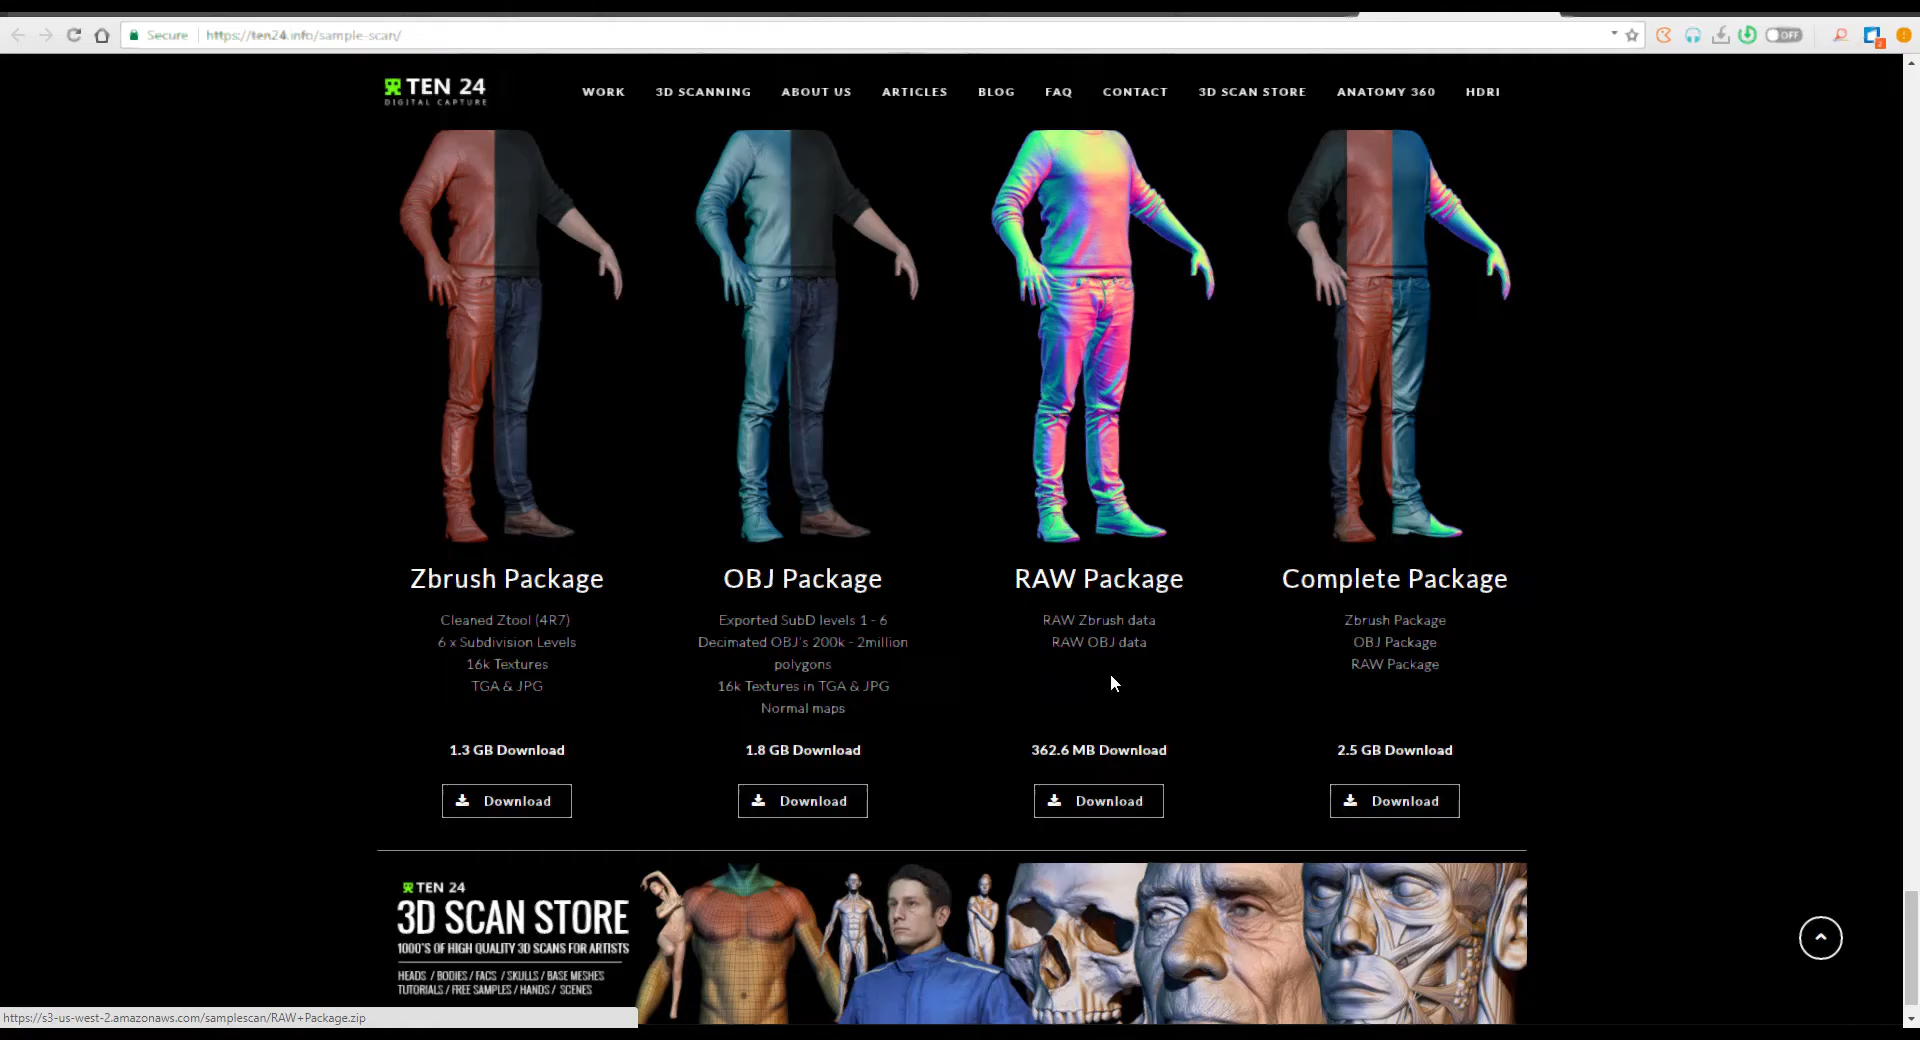 Secure https://ten24.info/sample-scan/
OFF
TEN 24
DIGITAL CAPTURE
WORK 3D SCANNING ABOUT US ARTICLES BLOG FAQ CONTACT 3D SCAN STORE ANATOMY 360 HDRI
Zbrush Package
Cleaned Ztool (4R7)
6 x Subdivision Levels
16k Textures
TGA & JPG
1.3 GB Download
Download
OBJ Package
Exported SubD levels 1 - 6
Decimated OBJ's 200k - 2million
polygons
16k Textures in TGA & JPG
Normal maps
1.8 GB Download
Download
RAW Package
RAW Zbrush data
RAW OBJ data
362.6 MB Download
Download
Complete Package
Zbrush Package
OBJ Package
RAW Package
2.5 GB Download
Download
TEN 24
3D SCAN STORE
1000'S OF HIGH QUALITY 3D SCANS FOR ARTISTS
HEADS / BODIES / FACS / SKULLS / BASE MESHES
TUTORIALS / FREE SAMPLES / HANDS / SCENES
https://s3-us-west-2.amazonaws.com/samplescan/RAW+Package.zip